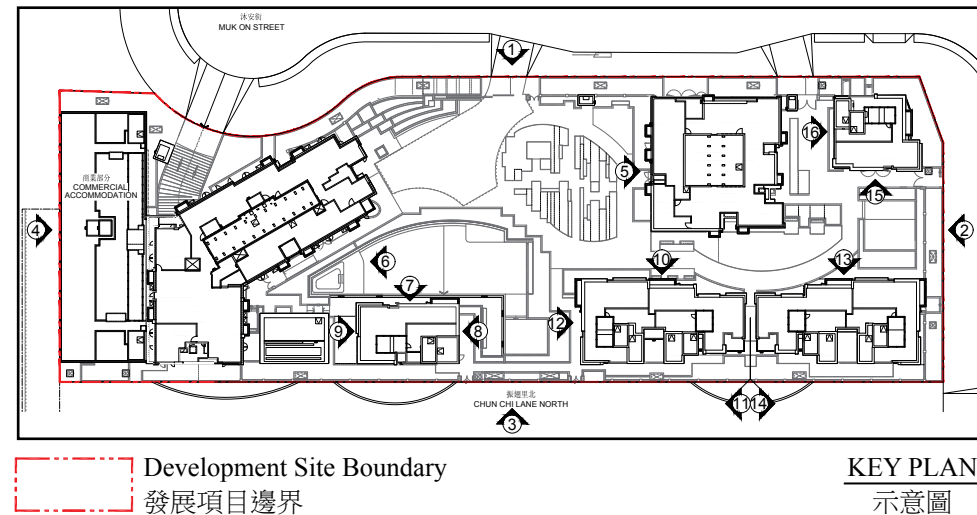 沐安街
MUK ON STREET
1
16
5
商業部分
COMMERCIAL
ACCOMMODATION
15
4
2
6
10
13
7
12
9
8
振翅里北
CHUN CHI LANE NORTH
11 14
3
Development Site Boundary
發展項目邊界
KEY PLAN
示意圖